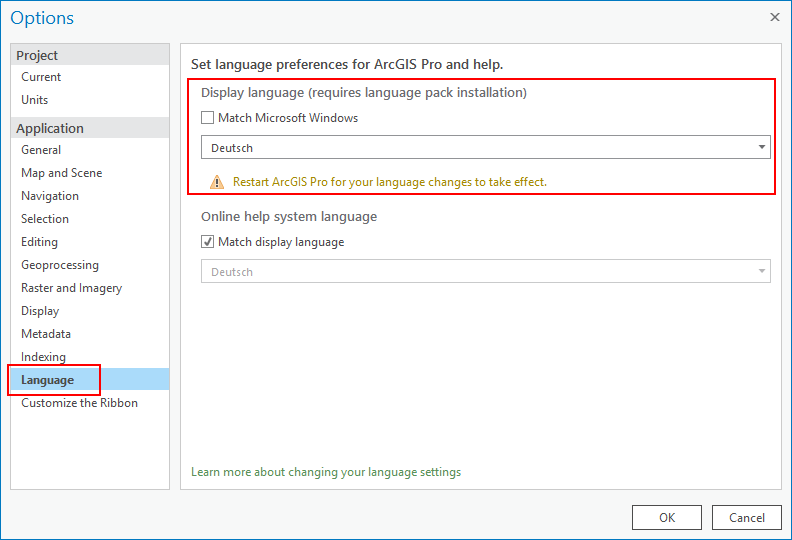 Options
Project
Current
Units
Application
General
Map and Scene
Navigation
Selection
Editing
Geoprocessing
Raster and Imagery
Display
Metadata
Indexing
Language
Customize the Ribbon
Set language preferences for ArcGIS Pro and help.
Display language (requires language pack installation)
Match Microsoft Windows
Deutsch
Restart ArcGIS Pro for your language changes to take effect.
Online help system language
Match display language
Deutsch
Learn more about changing your language settings
OK
Cancel